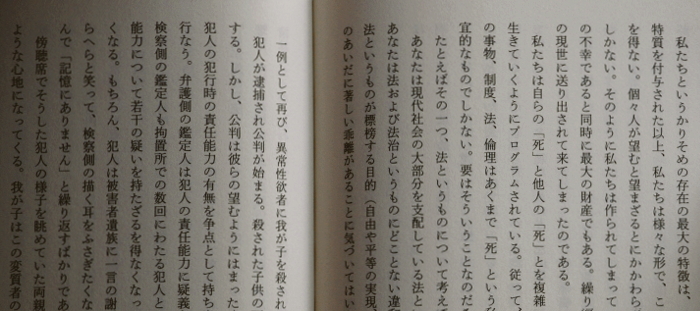 私たちというかりそめの存在の最大の特徴は、
特質を付与された以上、私たちは様々な形で、こ
を得ない。個々人が望むと望まざるとにかかわらず
しかない。そのように私たちは作られてしまって
の不幸であると同時に最大の財産でもある。繰り
の現世に送り出されて来てしまったのである。
私たちは自らの「死」と他人の「死」とを複雑
生きていくようにプログラムされている。従って
の事物、制度、法、倫理はあくまで「死」という
宜的なものでしかない。要はそういうことなのだ
たとえばその一つ、法というものについて考え
あなたは現代社会の大部分を支配している法と
あなたは法および法治というものにどことない違和
法というものが標榜する目的（自由や平等の実現、
のあいだに著しい乖離があることに気づいてはい
一例として再び、異常性欲者に我が子を殺され
犯人が逮捕され公判が始まる。殺された子供の
する。しかし、公判は彼らの望むようにはまった
犯人の犯行時の責任能力の有無を争点として持ち
行なう。弁護側の鑑定人は犯人の責任能力に疑義
検察側の鑑定人も拘置所での数回にわたる犯人と
能力について若干の疑いを持たざるを得なくなっ
くなる。もちろん、犯人は被害者遺族に一言の謝
らへらと笑って、検察側の描く耳をふさぎたくな
んで「記憶にありません」と繰り返すばかりであ
傍聴席でそうした犯人の様子を眺めていた両親
ような心地になってくる。我が子はこの変質者の